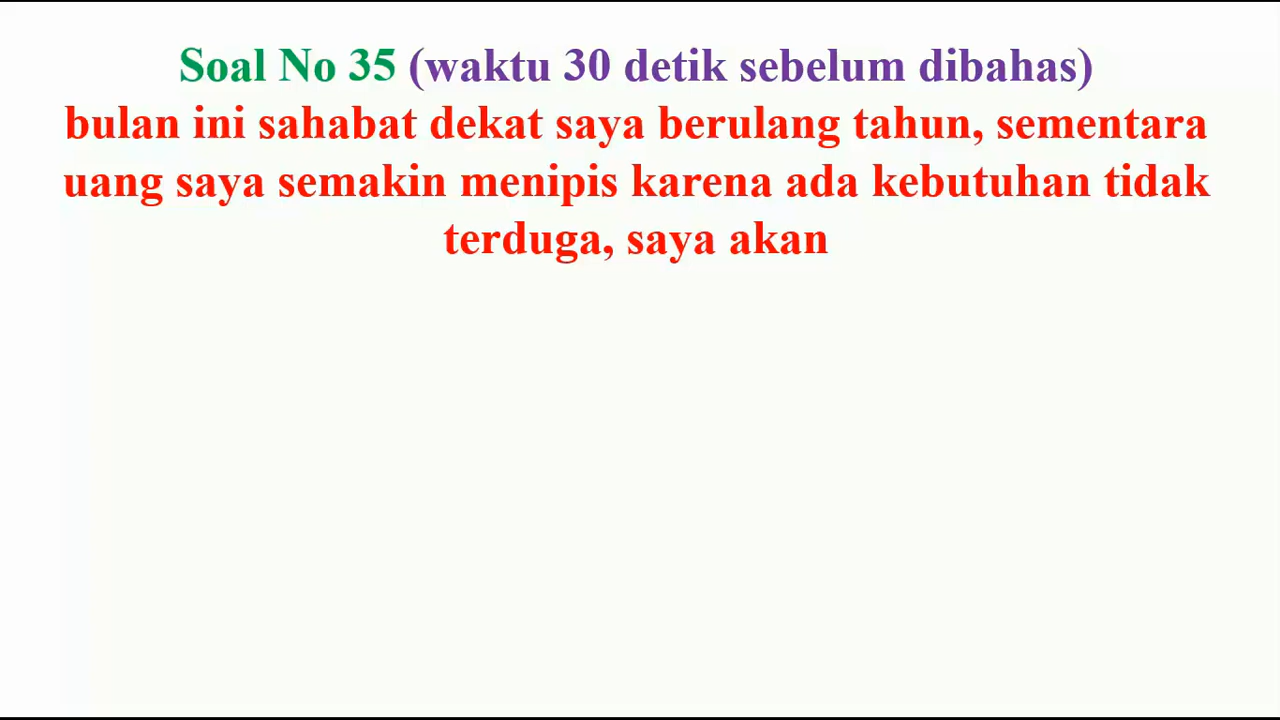 Soal No 35 (waktu 30 detik sebelum dibahas)
bulan ini sahabat dekat saya berulang tahun, sementara
uang saya semakin menipis karena ada kebutuhan tidak
terduga, saya akan